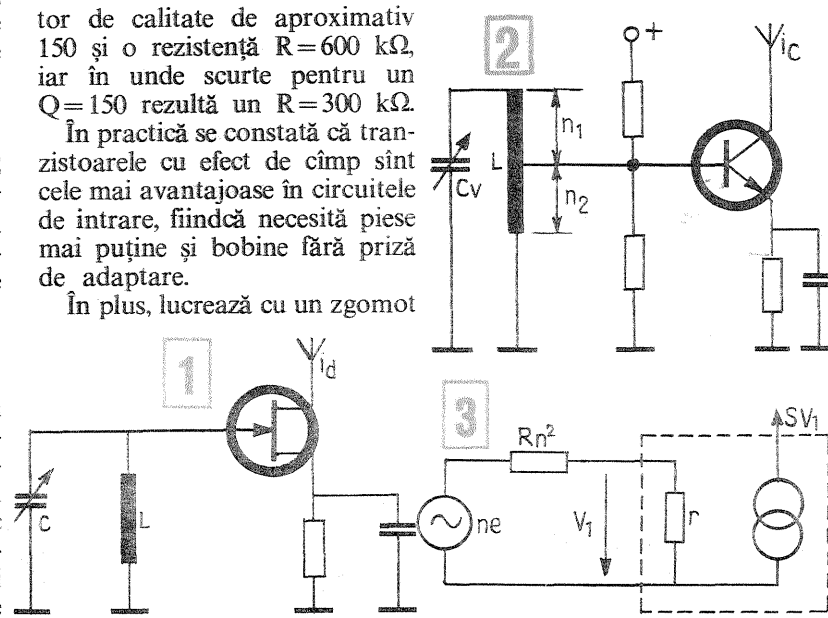 tor de calitate de aproximativ
150 și o rezistență R=600 kΩ,
iar în unde scurte pentru un
Q=150 rezultă un R=300 kΩ.
În practică se constată că tran-
zistoarele cu efect de cîmp sînt
cele mai avantajoase în circuitele
de intrare, fiindcă necesită piese
mai puține și bobine fără priză
de adaptare.
În plus, lucrează cu un zgomot
2
+
ic
n1
L
Cv
n2
1
id
C
L
3
Rn²
SV1
ne
V1
r